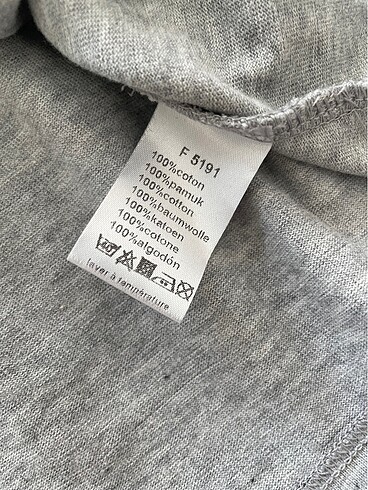 F 5191
100%coton
100%pamuk
100%cotton
100%baumwolle
100%katoen
100%cotone
100%algodón
laver à température